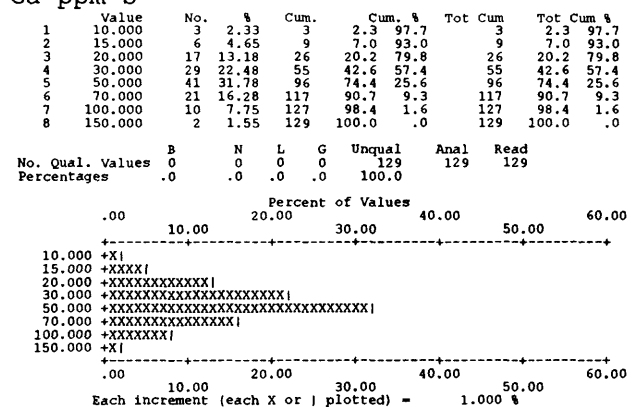 Ga ppm s
Value No. % Cum. Cum. % Tot Cum Tot Cum %
1 10.000 3 2.33 3 2.3 97.7 3 2.3 97.7
2 15.000 6 4.65 9 7.0 93.0 9 7.0 93.0
3 20.000 17 13.18 26 20.2 79.8 26 20.2 79.8
4 30.000 29 22.48 55 42.6 57.4 55 42.6 57.4
5 50.000 41 31.78 96 74.4 25.6 96 74.4 25.6
6 70.000 21 16.28 117 90.7 9.3 117 90.7 9.3
7 100.000 10 7.75 127 98.4 1.6 127 98.4 1.6
8 150.000 2 1.55 129 100.0 .0 129 100.0 .0
B N L G Unqual Anal Read
No. Qual. Values 0 0 0 0 129 129 129
Percentages .0 .0 .0 .0 100.0
Percent of Values
.00 20.00 40.00 60.00
10.00 30.00 50.00
+---------+---------+---------+---------+---------+---------+
10.000 +X|
15.000 +XXXX|
20.000 +XXXXXXXXXXXX|
30.000 +XXXXXXXXXXXXXXXXXXXXX|
50.000 +XXXXXXXXXXXXXXXXXXXXXXXXXXXXXXX|
70.000 +XXXXXXXXXXXXXXX|
100.000 +XXXXXXX|
150.000 +X|
+---------+---------+---------+---------+---------+---------+
.00 20.00 40.00 60.00
10.00 30.00 50.00
Each increment (each X or | plotted) = 1.000 %